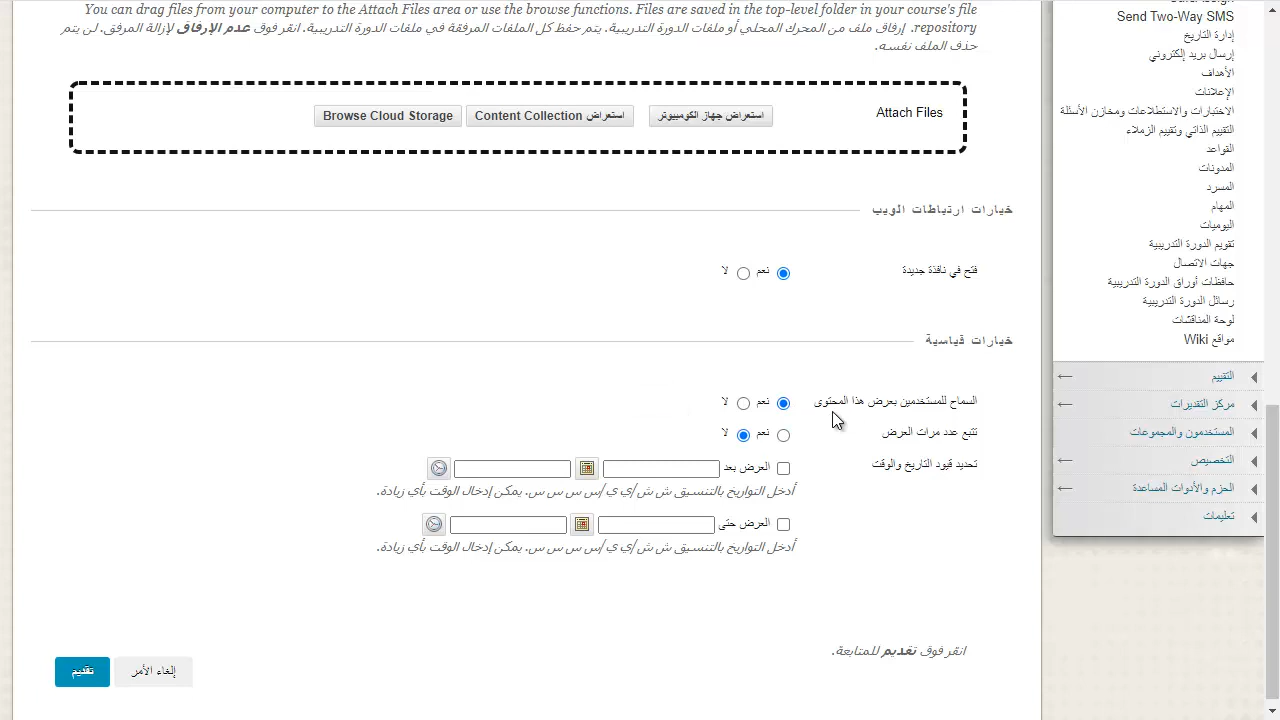 You can drag files from your computer to the Attach Files area or use the browse functions. Files are saved in the top-level folder in your course's file
repository. إرفاق ملف من المحرك المحلي أو ملفات الدورة التدريبية. يتم حفظ كل الملفات المرفقة في ملفات الدورة التدريبية. انقر فوق عدم الإرفاق لإزالة المرفق. لن يتم
حذف الملف نفسه.
Attach Files استعراض جهاز الكومبيوتر استعراض Content Collection Browse Cloud Storage
خيارات ارتباطات الويب
فتح في نافذة جديدة نعم لا
خيارات قياسية
السماح للمستخدمين بعرض هذا المحتوى نعم لا
تتبع عدد مرات العرض نعم لا
تحديد قيود التاريخ والوقت العرض بعد
أدخل التواريخ بالتنسيق ش ش/ي ي/س س س س. يمكن إدخال الوقت بأي زيادة.
العرض حتى
أدخل التواريخ بالتنسيق ش ش/ي ي/س س س س. يمكن إدخال الوقت بأي زيادة.
انقر فوق تقديم للمتابعة.
إلغاء الأمر تقديم
Send Two-Way SMS
إدارة التاريخ
إرسال بريد إلكتروني
الأهداف
الإعلانات
الاختبارات والاستطلاعات ومخازن الأسئلة
التقييم الذاتي وتقييم الزملاء
القواعد
المدونات
المسرد
المهام
اليوميات
تقويم الدورة التدريبية
جهات الاتصال
حافظات أوراق الدورة التدريبية
رسائل الدورة التدريبية
لوحة المناقشات
مواقع Wiki
التقييم
مركز التقديرات
المستخدمون والمجموعات
التخصيص
الحزم والأدوات المساعدة
تعليمات